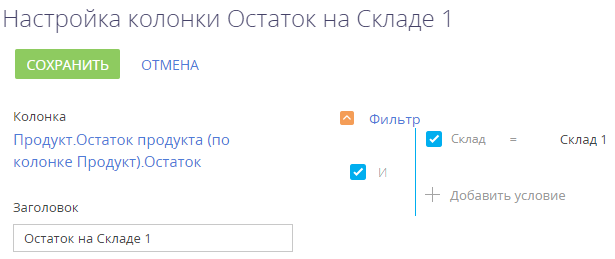 Настройка колонки Остаток на Складе 1
СОХРАНИТЬ ОТМЕНА
Колонка
Продукт.Остаток продукта (по
колонке Продукт).Остаток
Заголовок
Остаток на Складе 1
Фильтр
Склад = Склад 1
И
Добавить условие